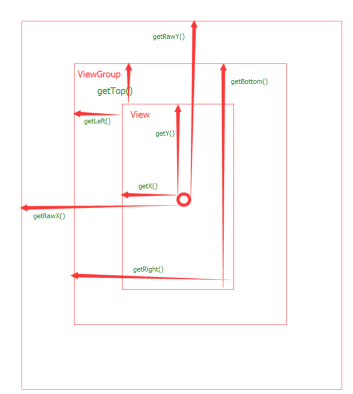 getRawY()
ViewGroup
getBottom()
getTop()
View
getLeft()
getY()
getX()
getRawX()
getRight()